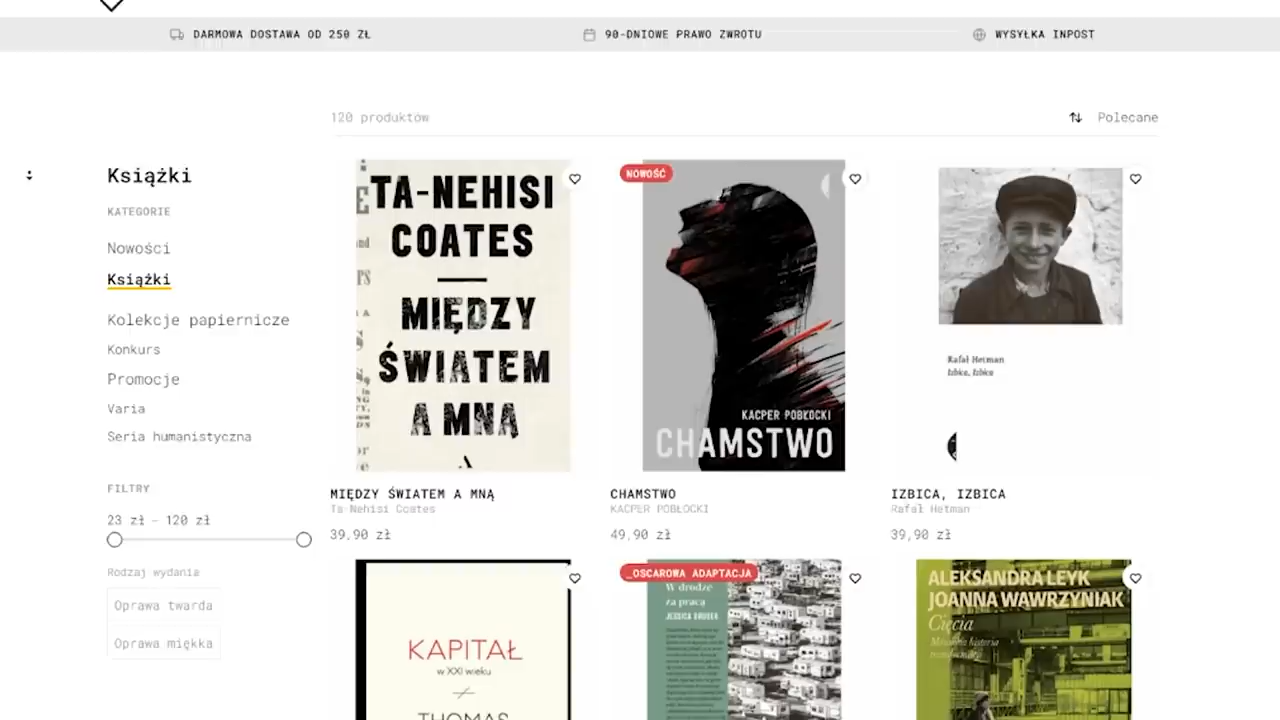 DARMOWA DOSTAWA OD 250 ZŁ
90-DNIOWE PRAWO ZWROTU
WYSYŁKA INPOST
120 produktów
Polecane
Książki
KATEGORIE
Nowości
Książki
Kolekcje papiernicze
Konkurs
Promocje
Varia
Seria humanistyczna
FILTRY
23 zł – 120 zł
Rodzaj wydania
Oprawa twarda
Oprawa miękka
TA-NEHISI
COATES
MIĘDZY
ŚWIATEM
A MNĄ
MIĘDZY ŚWIATEM A MNĄ
Ta-Nehisi Coates
39,90 zł
NOWOŚĆ
KACPER POBŁOCKI
CHAMSTWO
CHAMSTWO
KACPER POBŁOCKI
49,90 zł
Rafał Hetman
Izbica, Izbica
IZBICA, IZBICA
Rafał Hetman
39,90 zł
KAPITAŁ
w XXI wieku
THOMAS
_OSCAROWA ADAPTACJA
W drodze
za pracą
JESSICA BRUDER
ALEKSANDRA LEYK
JOANNA WAWRZYNIAK
Cięcia
Mówiona historia
transformacji